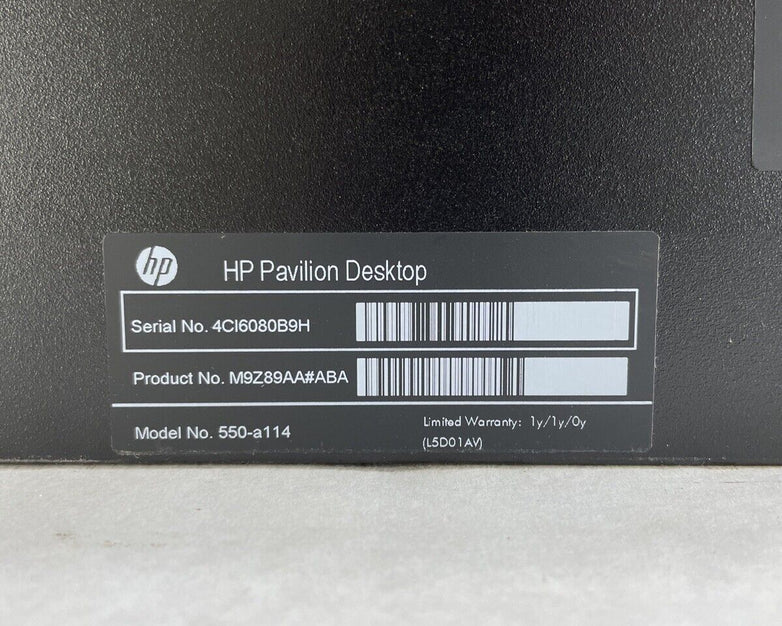 hp
HP Pavilion Desktop
Serial No. 4CI6080B9H
Product No. M9Z89AA#ABA
Model No. 550-a114
Limited Warranty: 1y/1y/0y
(L5D01AV)